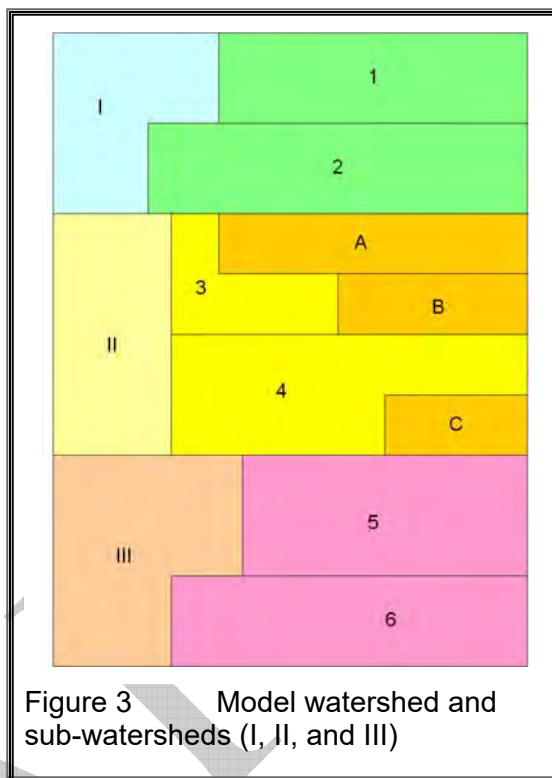 1
I
2
A
3
B
II
4
C
5
III
6
Figure 3 Model watershed and
sub-watersheds (I, II, and III)